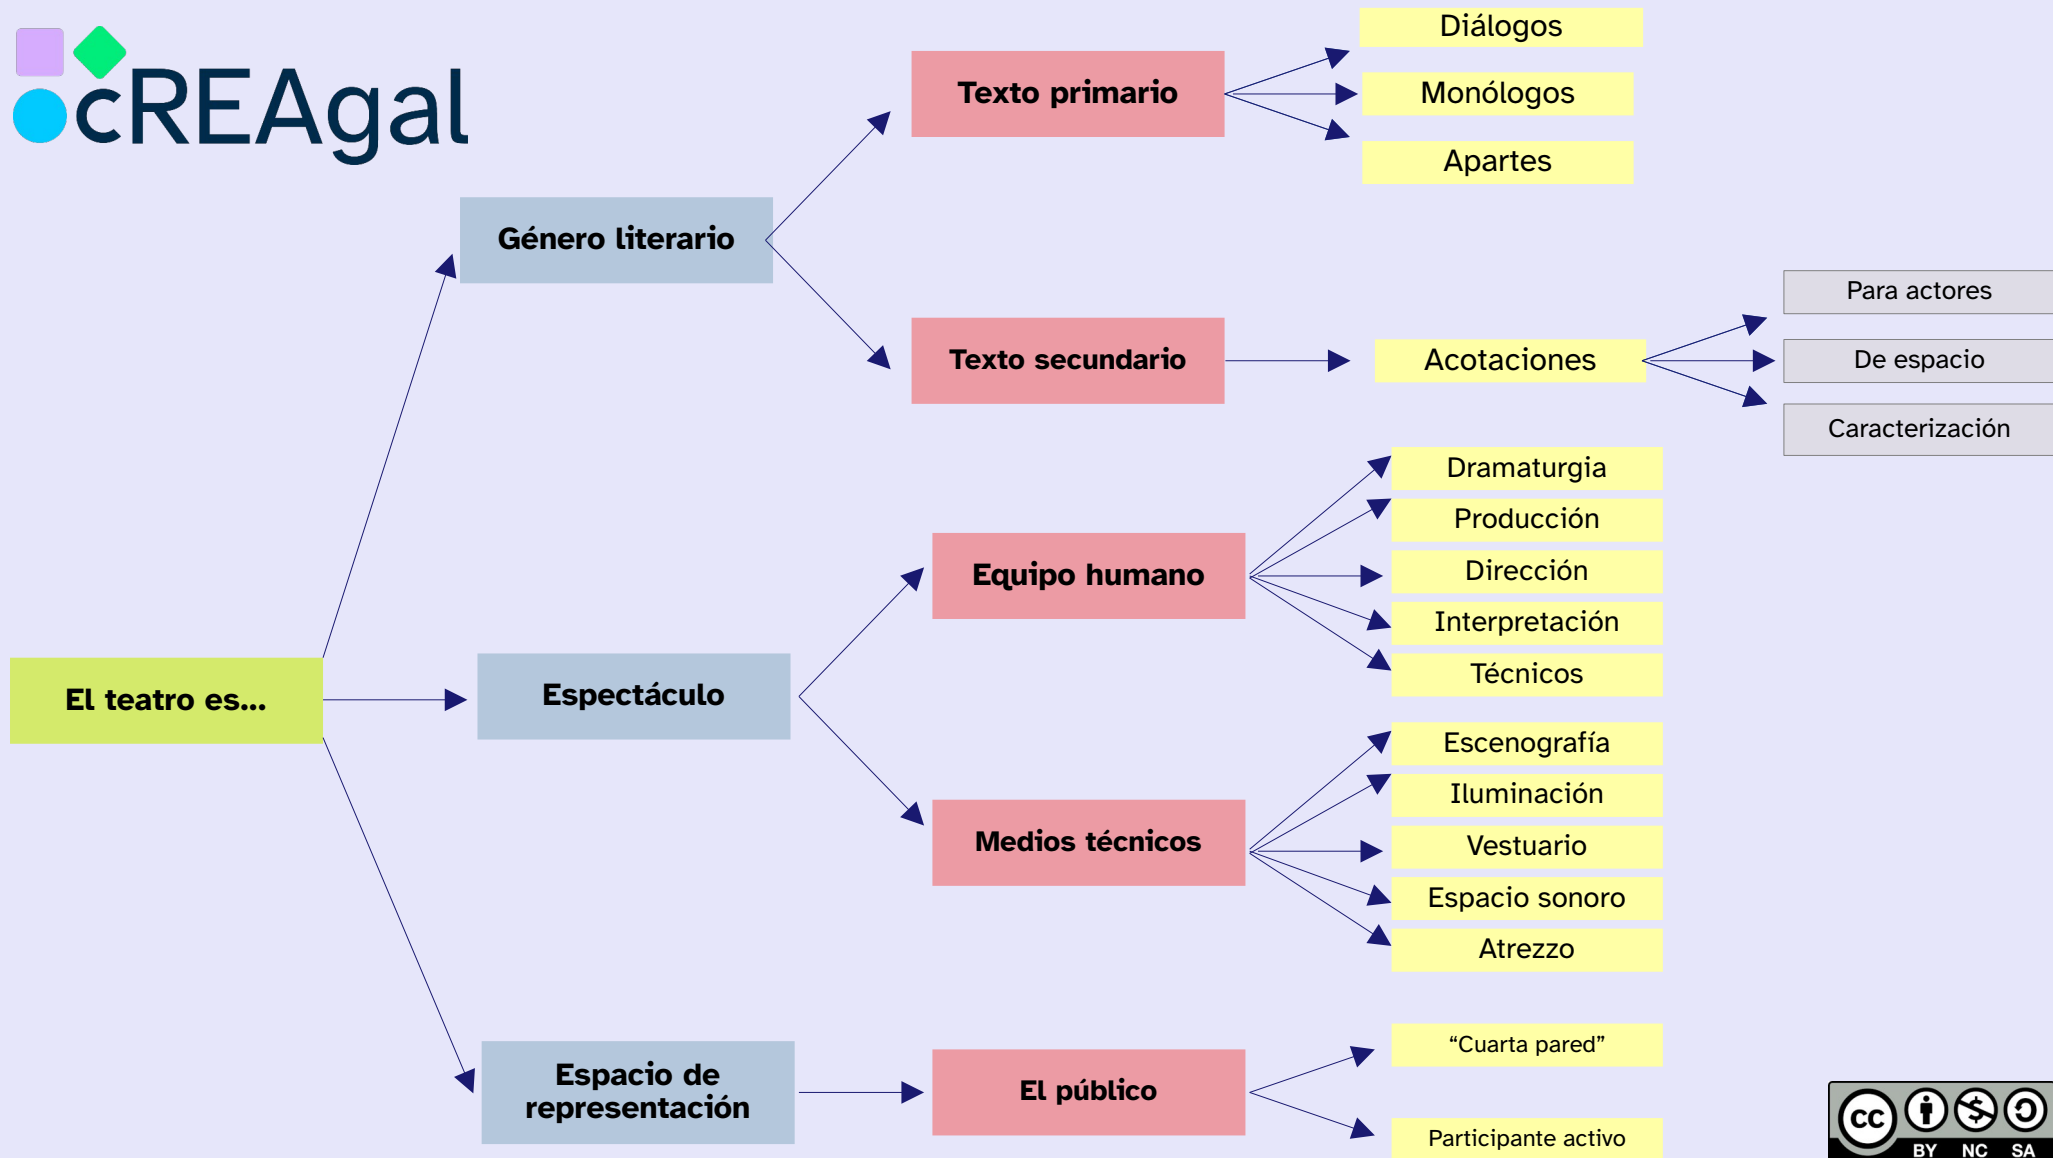 cREAgal
El teatro es...
Género literario
Texto primario
Diálogos
Monólogos
Apartes
Texto secundario
Acotaciones
Para actores
De espacio
Caracterización
Espectáculo
Equipo humano
Dramaturgia
Producción
Dirección
Interpretación
Técnicos
Medios técnicos
Escenografía
Iluminación
Vestuario
Espacio sonoro
Atrezzo
Espacio de
representación
El público
“Cuarta pared”
Participante activo
cc
BY NC SA